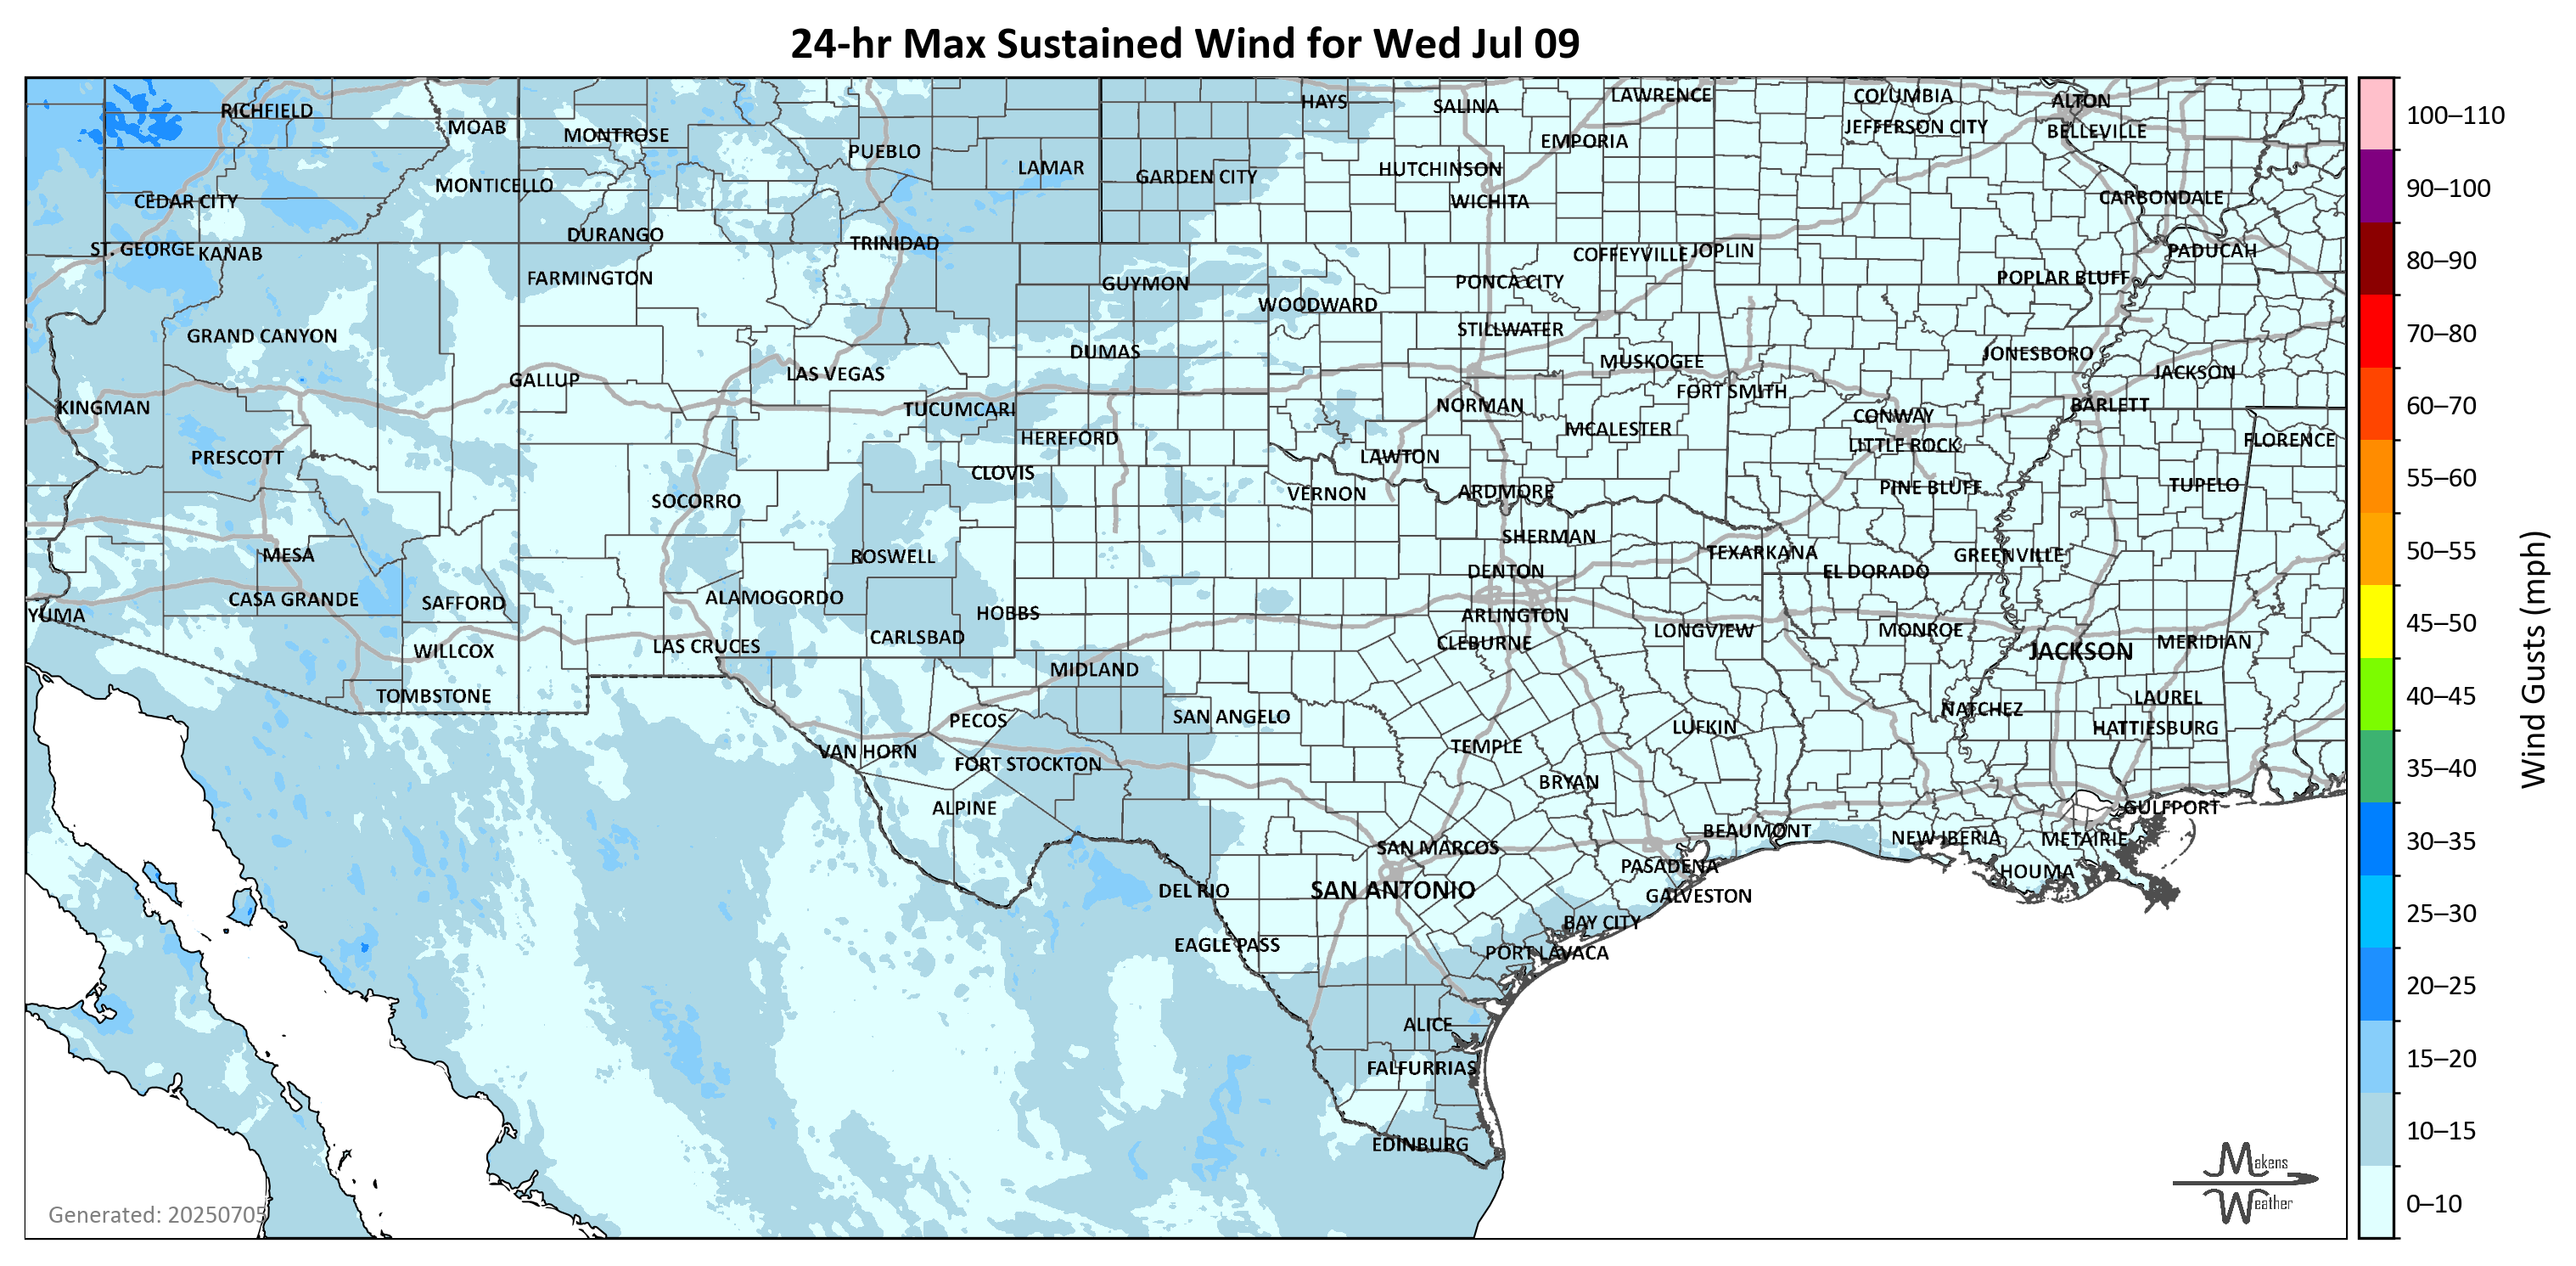 24-hr Max Sustained Wind for Wed Jul 09
RICHFIELD
MOAB
MONTROSE
PUEBLO
LAMAR
HAYS
SALINA
LAWRENCE
COLUMBIA
ALTON
JEFFERSON CITY
BELLEVILLE
EMPORIA
HUTCHINSON
GARDEN CITY
WICHITA
MONTICELLO
CEDAR CITY
CARBONDALE
DURANGO
TRINIDAD
ST. GEORGE
KANAB
COFFEYVILLE
JOPLIN
PADUCAH
FARMINGTON
GUYMON
PONCA CITY
POPLAR BLUFF
WOODWARD
GRAND CANYON
STILLWATER
DUMAS
MUSKOGEE
JONESBORO
LAS VEGAS
GALLUP
JACKSON
FORT SMITH
KINGMAN
TUCUMCARI
NORMAN
CONWAY
BARLETT
HEREFORD
MCALESTER
LITTLE ROCK
FLORENCE
PRESCOTT
CLOVIS
LAWTON
SOCORRO
VERNON
ARDMORE
PINE BLUFF
TUPELO
MESA
ROSWELL
SHERMAN
TEXARKANA
GREENVILLE
DENTON
EL DORADO
CASA GRANDE
SAFFORD
ALAMOGORDO
YUMA
HOBBS
ARLINGTON
LAS CRUCES
CARLSBAD
CLEBURNE
LONGVIEW
MONROE
JACKSON
MERIDIAN
WILLCOX
MIDLAND
TOMBSTONE
LAUREL
PECOS
SAN ANGELO
NATCHEZ
HATTIESBURG
LUFKIN
VAN HORN
FORT STOCKTON
TEMPLE
BRYAN
ALPINE
GULFPORT
BEAUMONT
NEW IBERIA
METAIRIE
SAN MARCOS
PASADENA
HOUMA
DEL RIO
SAN ANTONIO
GALVESTON
BAY CITY
EAGLE PASS
PORT LAVACA
ALICE
FALFURRIAS
EDINBURG
Generated: 20250705
Makens
Weather
100–110
90–100
80–90
70–80
60–70
55–60
50–55
45–50
40–45
35–40
30–35
25–30
20–25
15–20
10–15
0–10
Wind Gusts (mph)